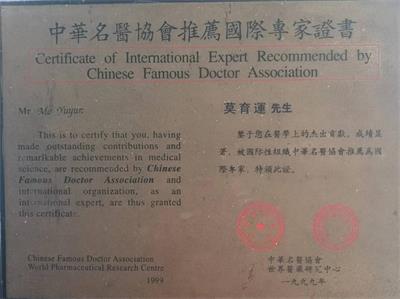 中華名醫協會推薦國際專家證書
Certificate of International Expert Recommended by
Chinese Famous Doctor Association
Mr. Mo Yuyun
莫育運 先生
This is to certify that you, having
made outstanding contributions and
remarkable achievements in medical
science, are recommended by Chinese
Famous Doctor Association and
international organization, as an
international expert, are thus granted
this certificate.
鑒于您在醫學上的杰出貢獻、成績显
著，被国际性組織中華名醫協會推薦爲國
際專家，特頒此証。
Chinese Famous Doctor Association
World Pharmaceutical Research Centre
1999
中華名醫協會
世界醫藥研究中心
一九九九年